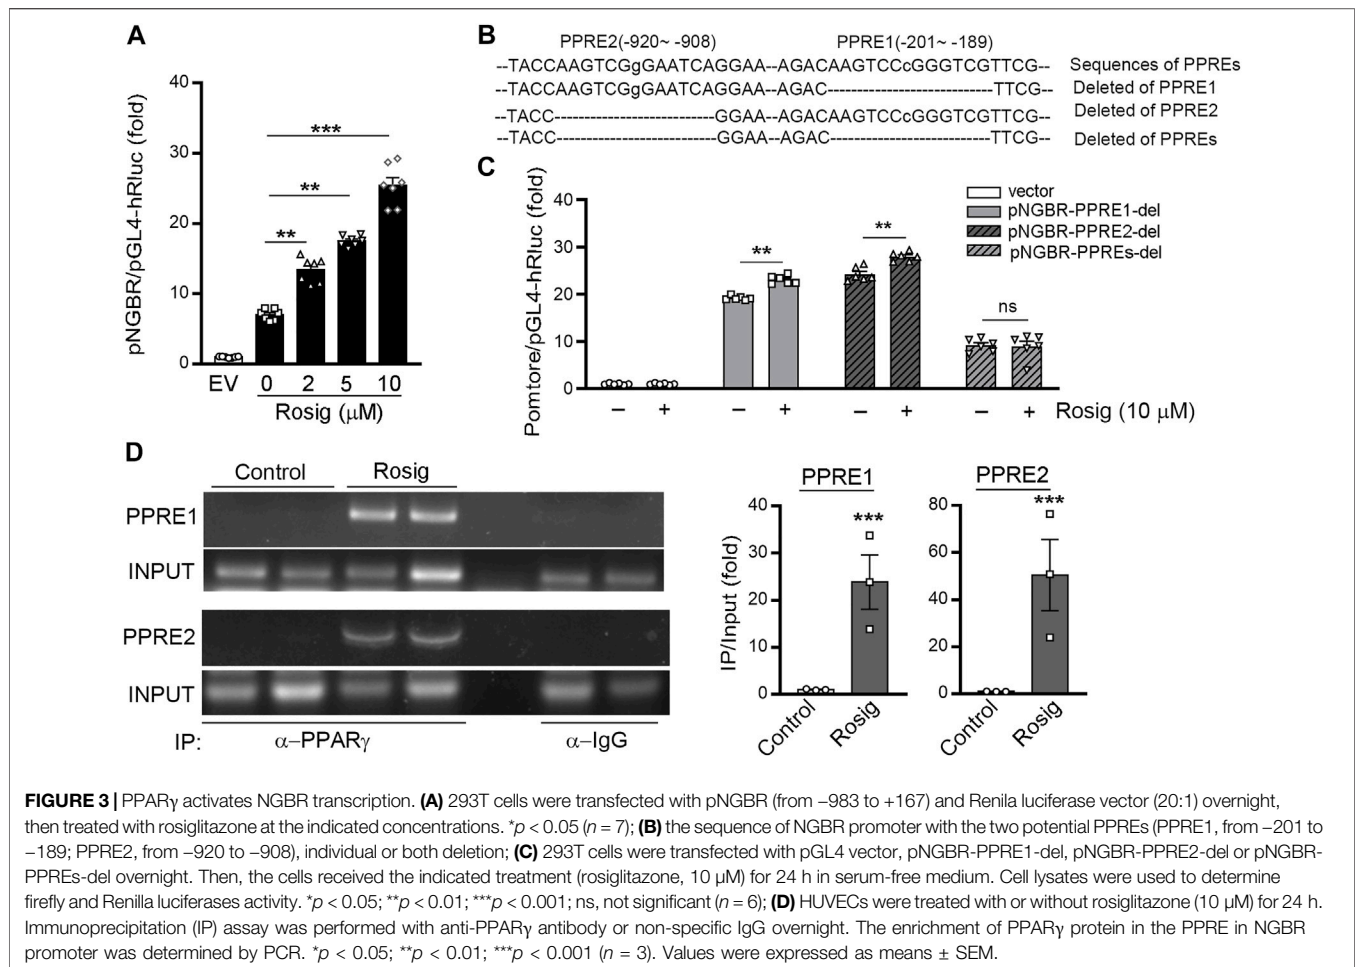 A
pNGBR/pGL4-hRluc (fold)
40
30
20
10
0
***
**
**
EV 0 2 5 10
Rosig (μM)
B
PPRE2(-920~ -908) PPRE1(-201~ -189)
--TACCAAGTCGgGAATCAGGAA--AGACAAGTCCcGGGTCGTTCG-- Sequences of PPREs
--TACCAAGTCGgGAATCAGGAA--AGAC--------------------------TTCG-- Deleted of PPRE1
--TACC-------------------------GGAA--AGACAAGTCCcGGGTCGTTCG-- Deleted of PPRE2
--TACC-------------------------GGAA--AGAC-------------------------TTCG-- Deleted of PPREs
C
Pomtore/pGL4-hRluc (fold)
40
30
20
10
0
** ** ns
vector
pNGBR-PPRE1-del
pNGBR-PPRE2-del
pNGBR-PPREs-del
– + – + – + – + Rosig (10 μM)
D
Control Rosig
PPRE1
INPUT
PPRE2
INPUT
IP: α–PPARγ α–IgG
PPRE1
IP/Input (fold)
40
30
20
10
0
***
Control Rosig
PPRE2
80
60
40
20
0
***
Control Rosig
FIGURE 3 | PPARγ activates NGBR transcription. (A) 293T cells were transfected with pNGBR (from −983 to +167) and Renila luciferase vector (20:1) overnight,
then treated with rosiglitazone at the indicated concentrations. *p < 0.05 (n = 7); (B) the sequence of NGBR promoter with the two potential PPREs (PPRE1, from −201 to
−189; PPRE2, from −920 to −908), individual or both deletion; (C) 293T cells were transfected with pGL4 vector, pNGBR-PPRE1-del, pNGBR-PPRE2-del or pNGBR-
PPREs-del overnight. Then, the cells received the indicated treatment (rosiglitazone, 10 μM) for 24 h in serum-free medium. Cell lysates were used to determine
firefly and Renilla luciferases activity. *p < 0.05; **p < 0.01; ***p < 0.001; ns, not significant (n = 6); (D) HUVECs were treated with or without rosiglitazone (10 μM) for 24 h.
Immunoprecipitation (IP) assay was performed with anti-PPARγ antibody or non-specific IgG overnight. The enrichment of PPARγ protein in the PPRE in NGBR
promoter was determined by PCR. *p < 0.05; **p < 0.01; ***p < 0.001 (n = 3). Values were expressed as means ± SEM.